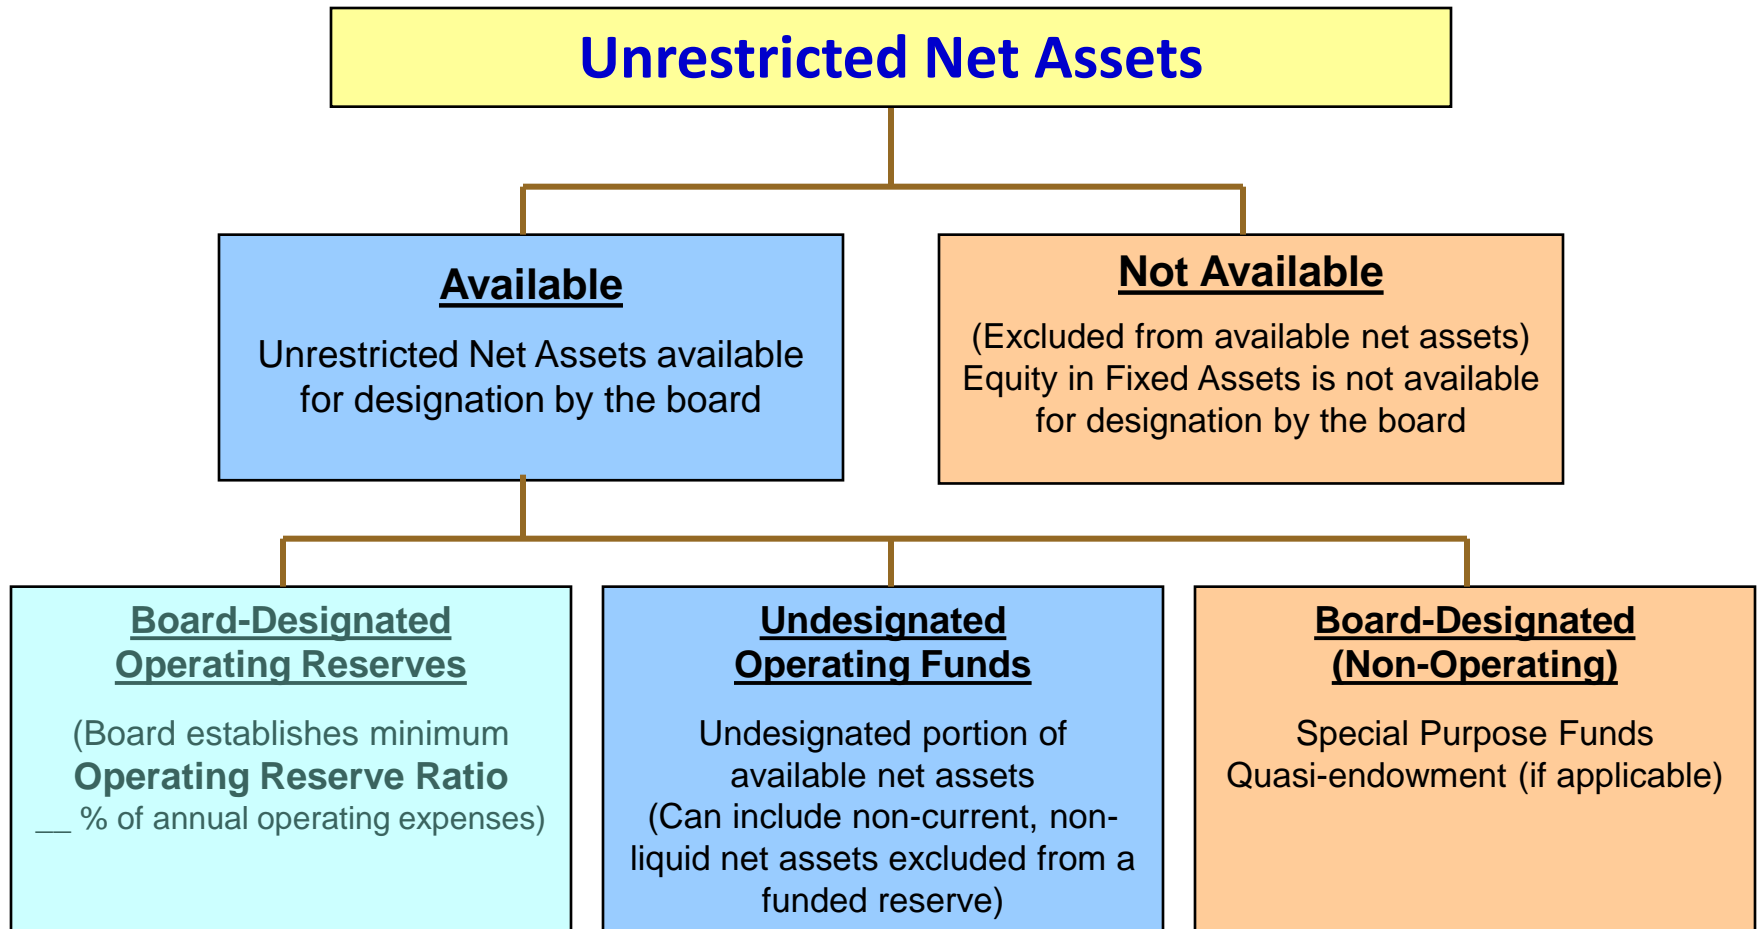 Unrestricted Net Assets
Available
Unrestricted Net Assets available
for designation by the board
Not Available
(Excluded from available net assets)
Equity in Fixed Assets is not available
for designation by the board
Board-Designated
Operating Reserves
(Board establishes minimum
Operating Reserve Ratio
__ % of annual operating expenses)
Undesignated
Operating Funds
Undesignated portion of
available net assets
(Can include non-current, non-
liquid net assets excluded from a
funded reserve)
Board-Designated
(Non-Operating)
Special Purpose Funds
Quasi-endowment (if applicable)